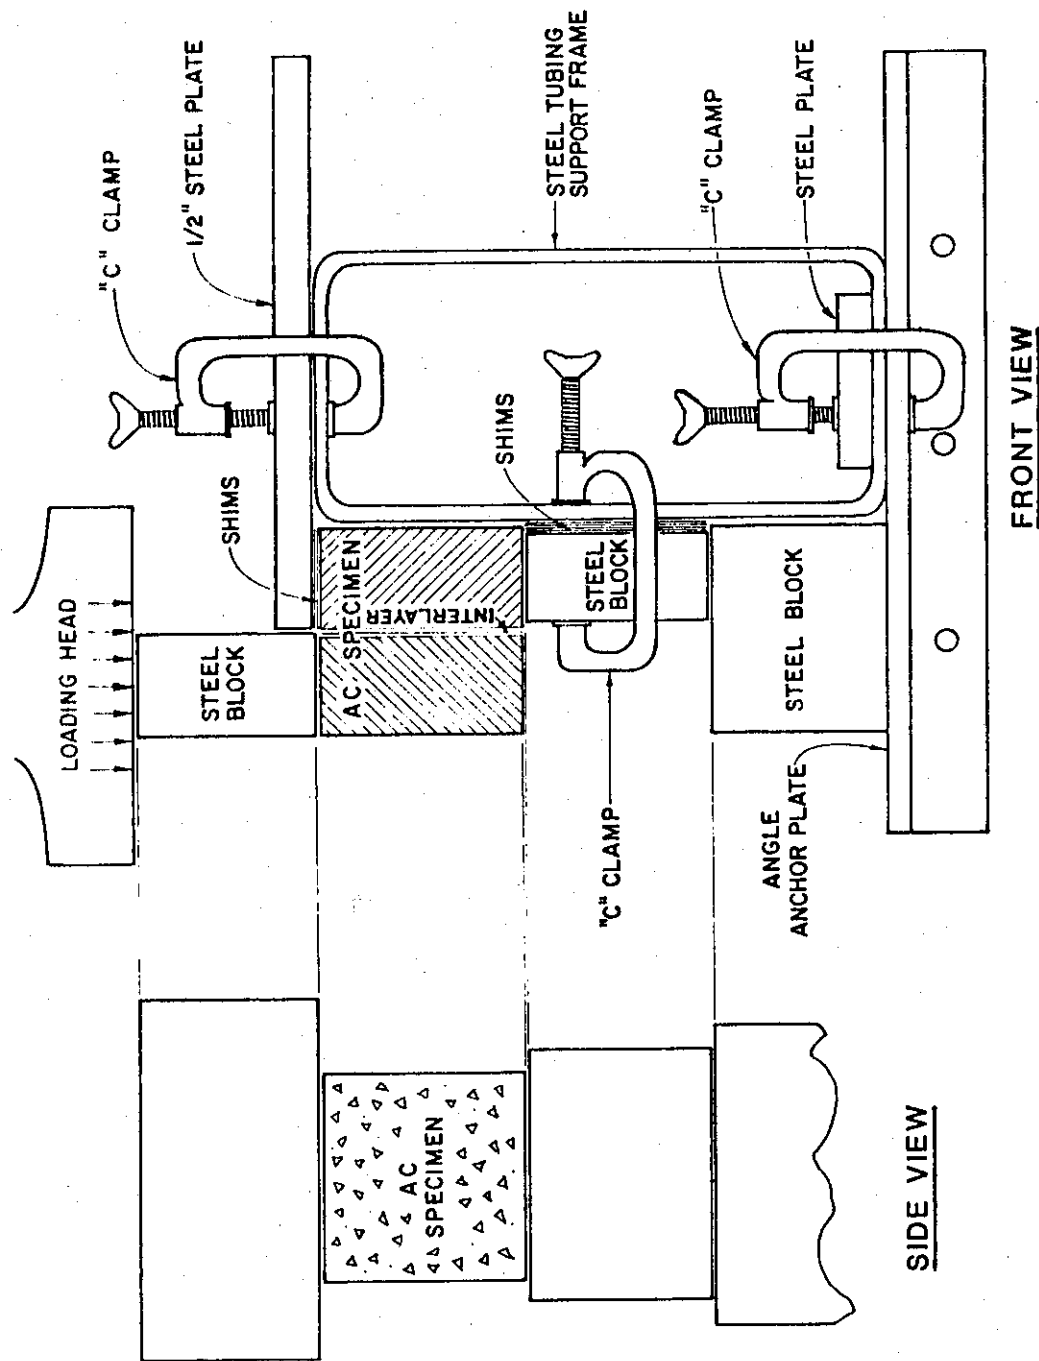 LOADING HEAD
STEEL
BLOCK
SHIMS
"C" CLAMP
1/2" STEEL PLATE
AC SPECIMEN
INTERLAYER
AC
SPECIMEN
"C" CLAMP
STEEL
BLOCK
SHIMS
STEEL TUBING
SUPPORT FRAME
"C" CLAMP
STEEL PLATE
STEEL BLOCK
ANGLE
ANCHOR PLATE
SIDE VIEW
FRONT VIEW